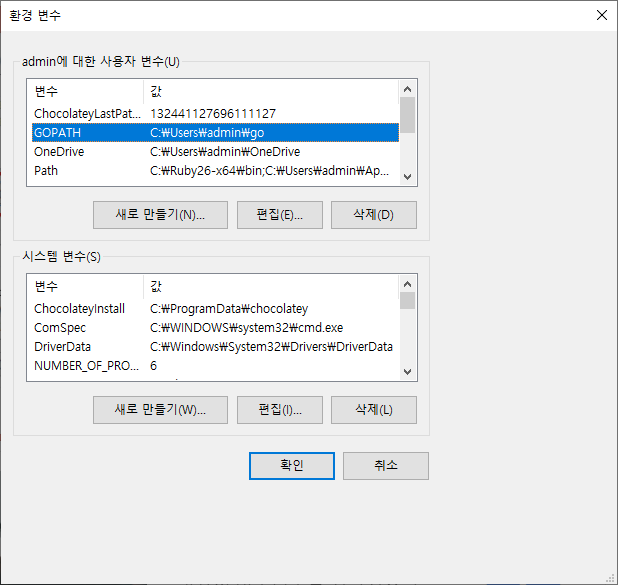 환경 변수
admin에 대한 사용자 변수(U)
변수 값
ChocolateyLastPat... 132441127696111127
GOPATH C:₩Users₩admin₩go
OneDrive C:₩Users₩admin₩OneDrive
Path C:₩Ruby26-x64₩bin;C:₩Users₩admin₩Ap...
새로 만들기(N)... 편집(E)... 삭제(D)
시스템 변수(S)
변수 값
ChocolateyInstall C:₩ProgramData₩chocolatey
ComSpec C:₩WINDOWS₩system32₩cmd.exe
DriverData C:₩Windows₩System32₩Drivers₩DriverData
NUMBER_OF_PRO... 6
새로 만들기(W)... 편집(I)... 삭제(L)
확인 취소